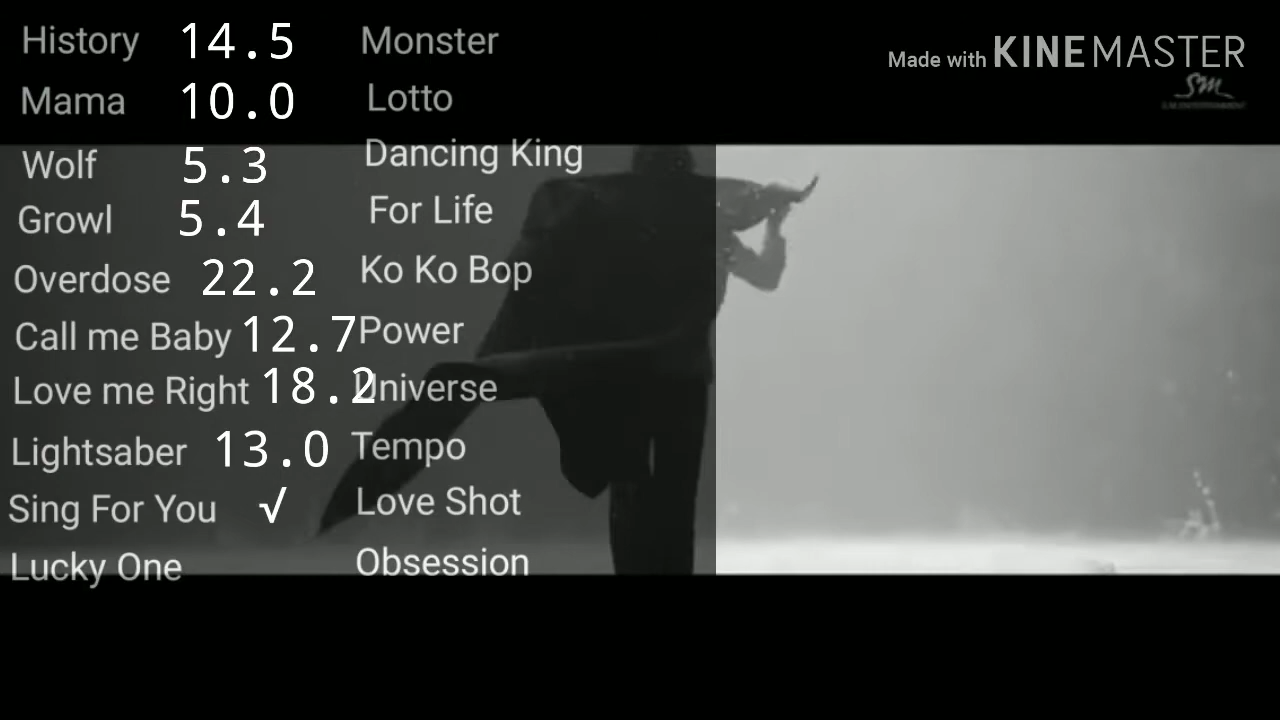 History 14.5
Mama 10.0
Wolf 5.3
Growl 5.4
Overdose 22.2
Call me Baby 12.7
Love me Right 18.2
Lightsaber 13.0
Sing For You √
Lucky One
Monster
Lotto
Dancing King
For Life
Ko Ko Bop
Power
Universe
Tempo
Love Shot
Obsession
Made with KINEMASTER
SM